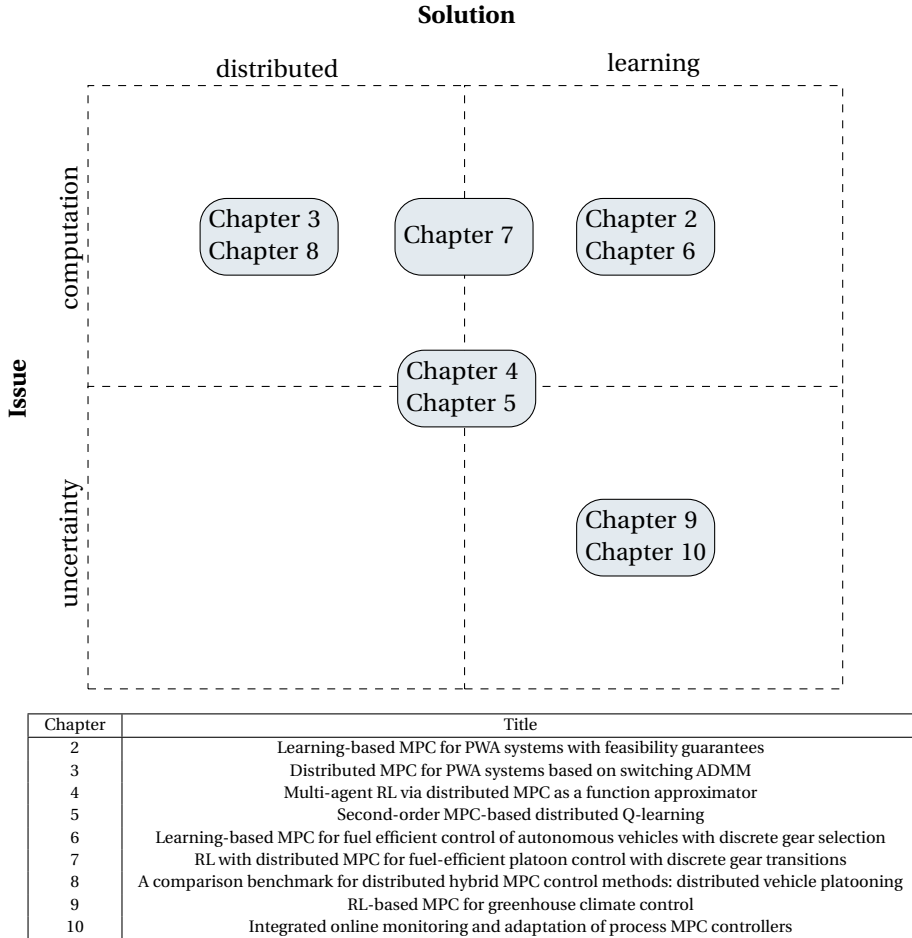 Solution
distributed
learning
Issue
computation
uncertainty
Chapter 3
Chapter 8
Chapter 7
Chapter 2
Chapter 6
Chapter 4
Chapter 5
Chapter 9
Chapter 10
Chapter Title
2 Learning-based MPC for PWA systems with feasibility guarantees
3 Distributed MPC for PWA systems based on switching ADMM
4 Multi-agent RL via distributed MPC as a function approximator
5 Second-order MPC-based distributed Q-learning
6 Learning-based MPC for fuel efficient control of autonomous vehicles with discrete gear selection
7 RL with distributed MPC for fuel-efficient platoon control with discrete gear transitions
8 A comparison benchmark for distributed hybrid MPC control methods: distributed vehicle platooning
9 RL-based MPC for greenhouse climate control
10 Integrated online monitoring and adaptation of process MPC controllers